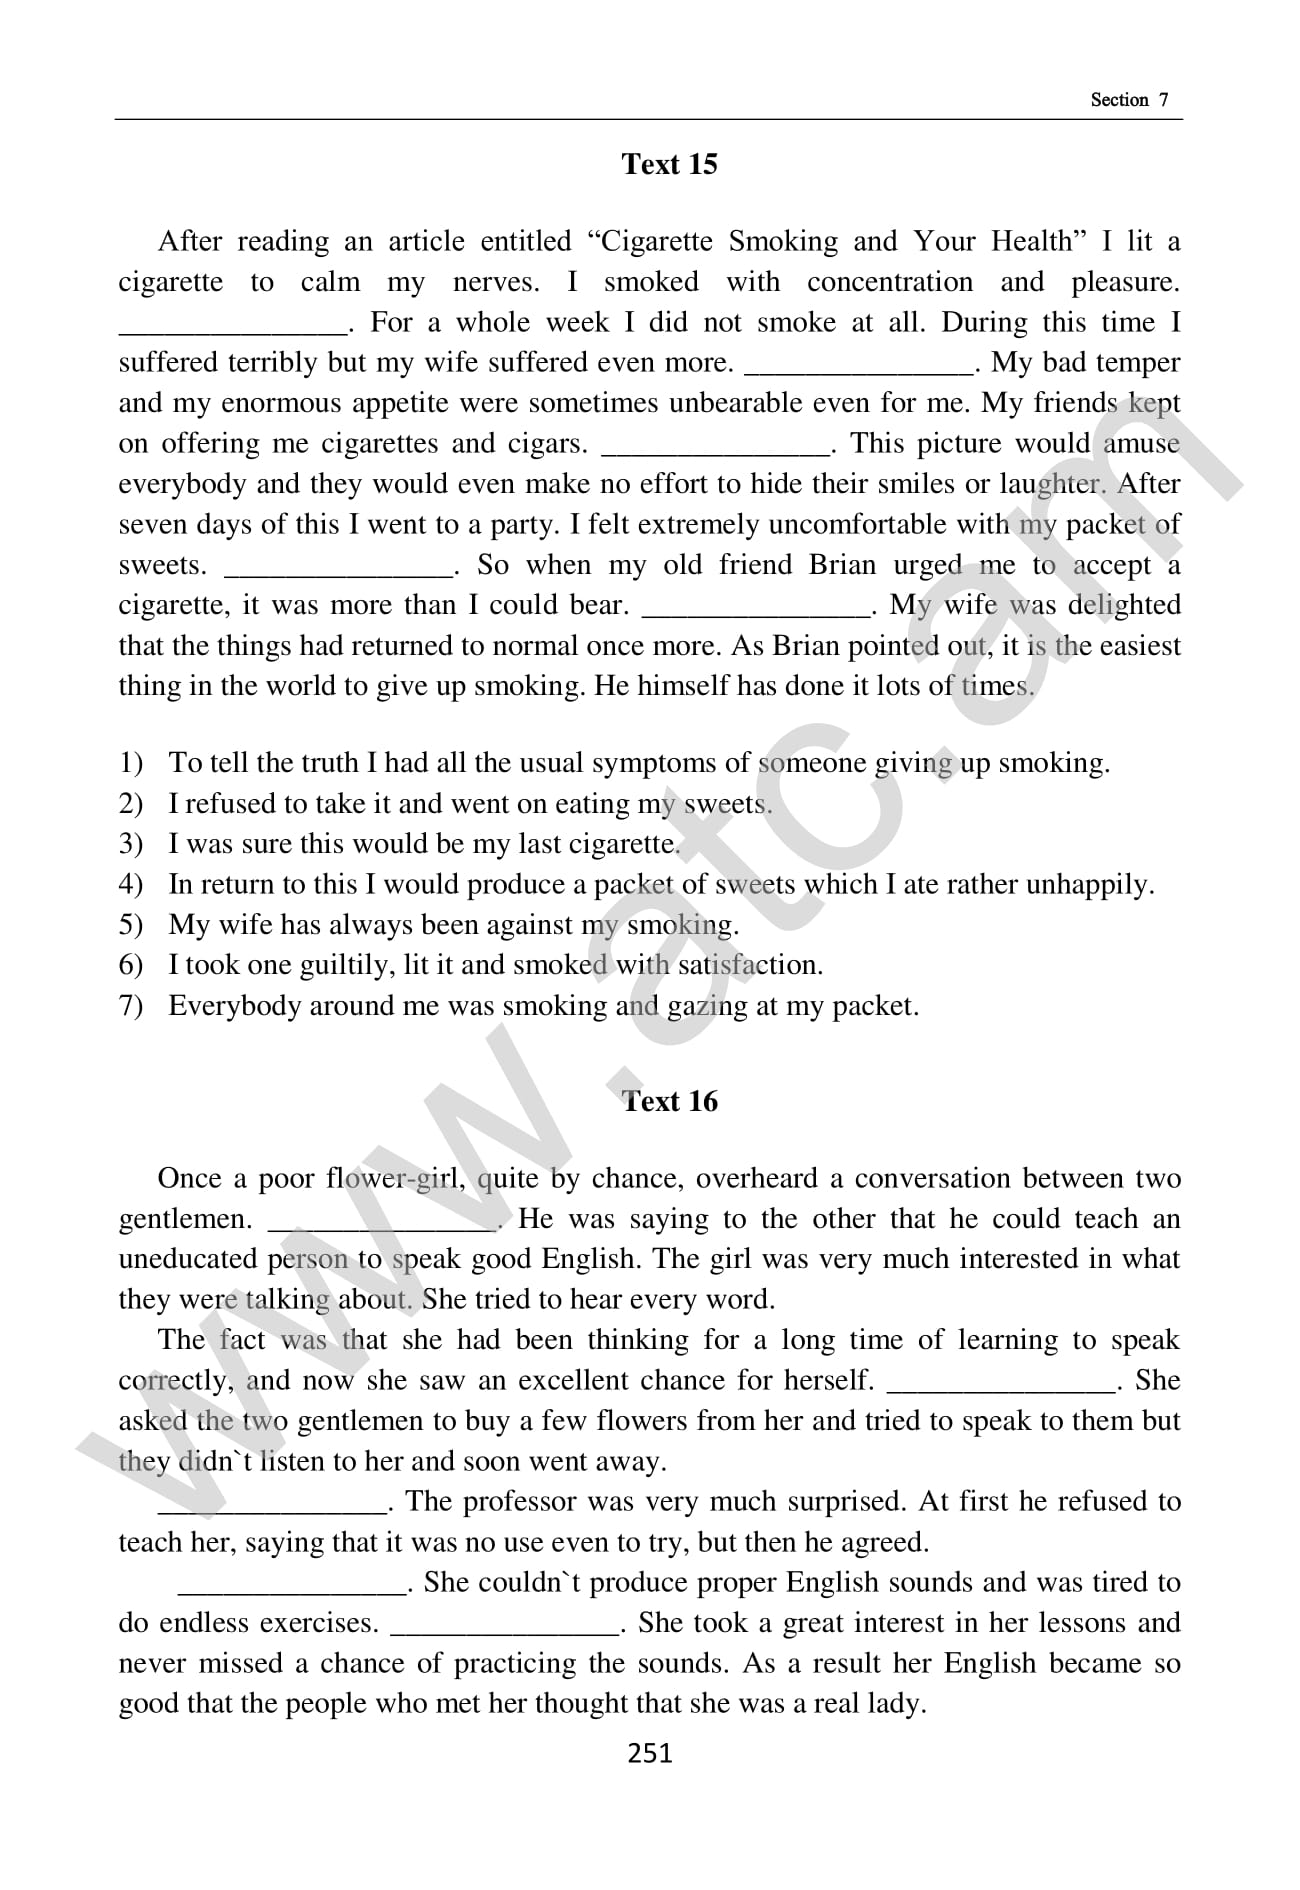 Section 7
Text 15
After reading an article entitled “Cigarette Smoking and Your Health” I lit a
cigarette to calm my nerves. I smoked with concentration and pleasure.
_______________. For a whole week I did not smoke at all. During this time I
suffered terribly but my wife suffered even more. _______________. My bad temper
and my enormous appetite were sometimes unbearable even for me. My friends kept
on offering me cigarettes and cigars. _______________. This picture would amuse
everybody and they would even make no effort to hide their smiles or laughter. After
seven days of this I went to a party. I felt extremely uncomfortable with my packet of
sweets. _______________. So when my old friend Brian urged me to accept a
cigarette, it was more than I could bear. _______________. My wife was delighted
that the things had returned to normal once more. As Brian pointed out, it is the easiest
thing in the world to give up smoking. He himself has done it lots of times.
1) To tell the truth I had all the usual symptoms of someone giving up smoking.
2) I refused to take it and went on eating my sweets.
3) I was sure this would be my last cigarette.
4) In return to this I would produce a packet of sweets which I ate rather unhappily.
5) My wife has always been against my smoking.
6) I took one guiltily, lit it and smoked with satisfaction.
7) Everybody around me was smoking and gazing at my packet.
Text 16
Once a poor flower-girl, quite by chance, overheard a conversation between two
gentlemen. _______________. He was saying to the other that he could teach an
uneducated person to speak good English. The girl was very much interested in what
they were talking about. She tried to hear every word.
The fact was that she had been thinking for a long time of learning to speak
correctly, and now she saw an excellent chance for herself. _______________. She
asked the two gentlemen to buy a few flowers from her and tried to speak to them but
they didn`t listen to her and soon went away.
_______________. The professor was very much surprised. At first he refused to
teach her, saying that it was no use even to try, but then he agreed.
_______________. She couldn`t produce proper English sounds and was tired to
do endless exercises. _______________. She took a great interest in her lessons and
never missed a chance of practicing the sounds. As a result her English became so
good that the people who met her thought that she was a real lady.
251
www.atc.am